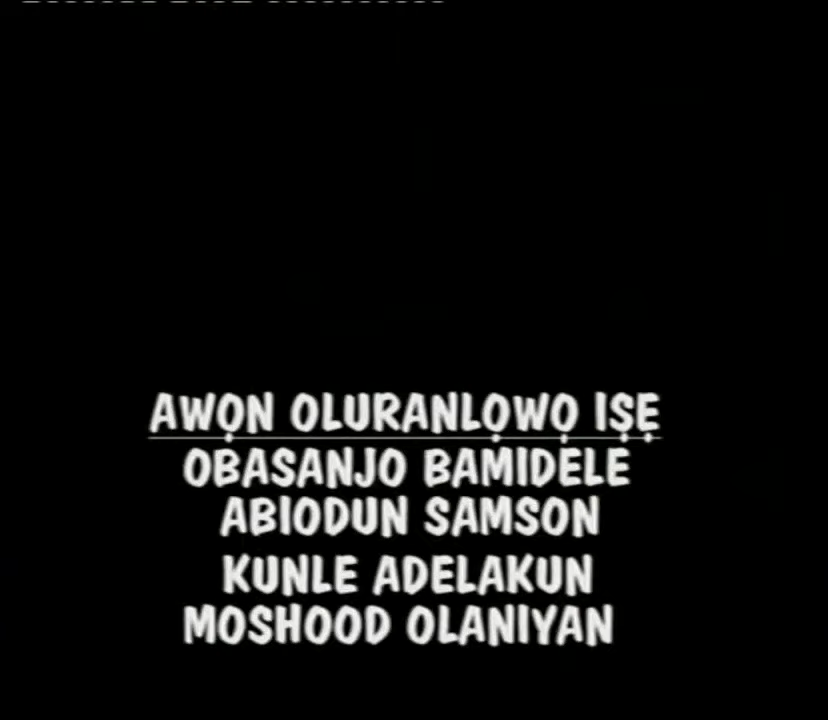 AWỌN OLURANLỌWỌ IṢẸ
OBASANJO BAMIDELE
ABIODUN SAMSON
KUNLE ADELAKUN
MOSHOOD OLANIYAN